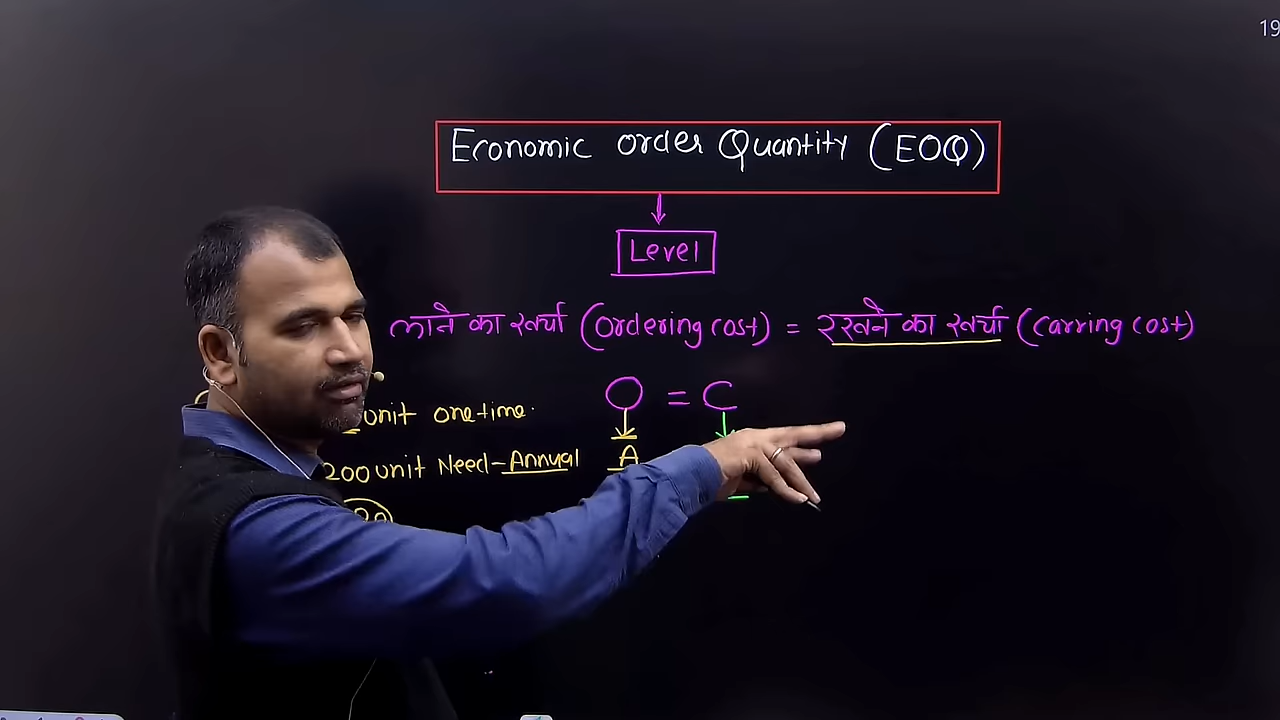 19
Economic order Quantity (EOQ)
Level
लाने का खर्चा (ordering cost) = रखने का खर्चा (Carring cost)
O = C
unit one time.
A
200 unit Need - Annual